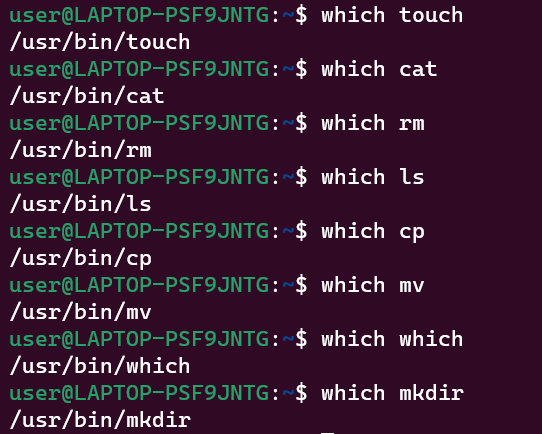 user@LAPTOP-PSF9JNTG:~$ which touch
/usr/bin/touch
user@LAPTOP-PSF9JNTG:~$ which cat
/usr/bin/cat
user@LAPTOP-PSF9JNTG:~$ which rm
/usr/bin/rm
user@LAPTOP-PSF9JNTG:~$ which ls
/usr/bin/ls
user@LAPTOP-PSF9JNTG:~$ which cp
/usr/bin/cp
user@LAPTOP-PSF9JNTG:~$ which mv
/usr/bin/mv
user@LAPTOP-PSF9JNTG:~$ which which
/usr/bin/which
user@LAPTOP-PSF9JNTG:~$ which mkdir
/usr/bin/mkdir